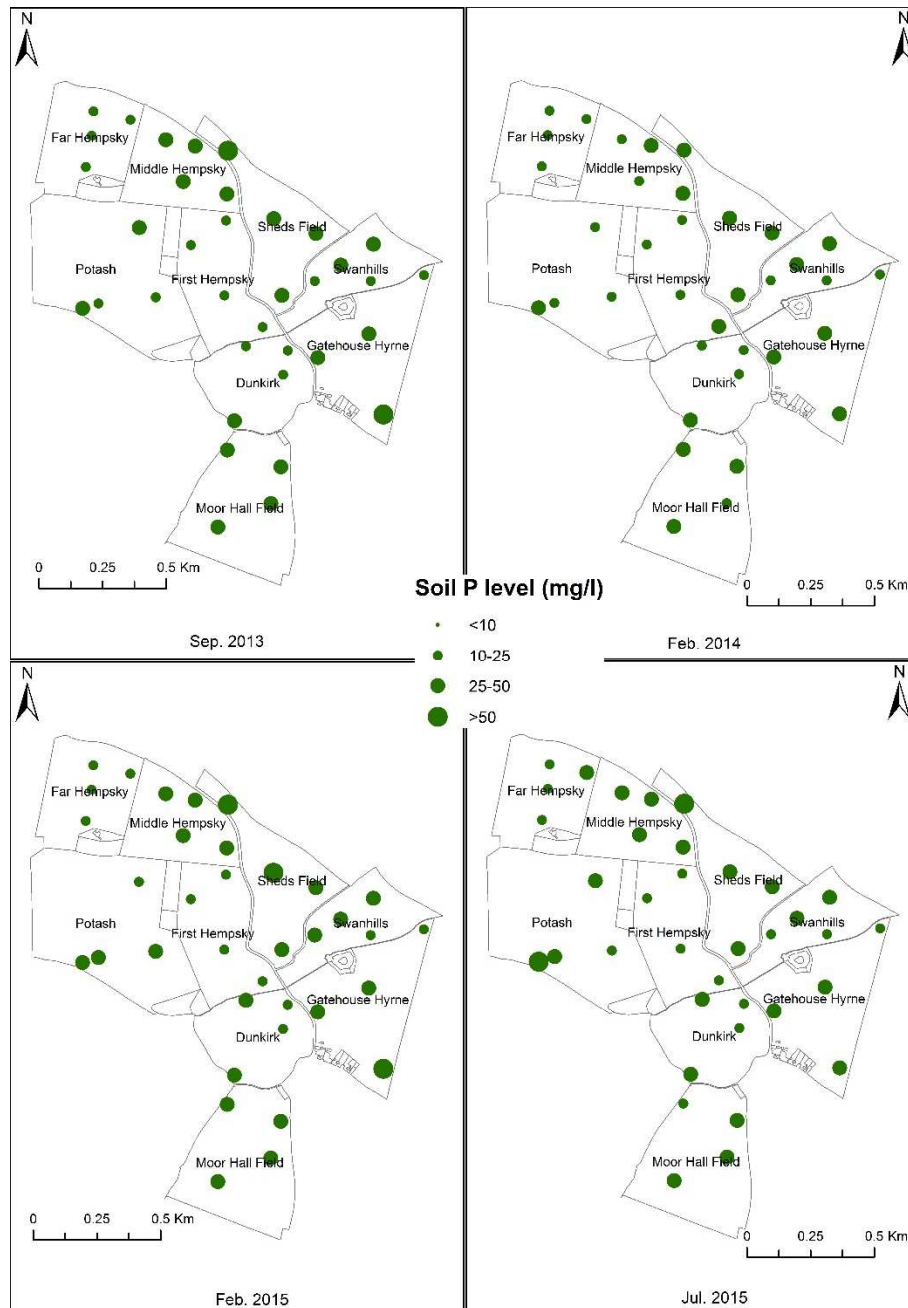 N
Far Hempsky
Middle Hempsky
Sheds Field
Potash
First Hempsky
Swanhills
Gatehouse Hyrne
Dunkirk
Moor Hall Field
0 0.25 0.5 Km
Sep. 2013
N
Far Hempsky
Middle Hempsky
Sheds Field
Potash
First Hempsky
Swanhills
Gatehouse Hyrne
Dunkirk
Moor Hall Field
0 0.25 0.5 Km
Feb. 2014
Soil P level (mg/l)
<10
10-25
25-50
>50
N
Far Hempsky
Middle Hempsky
Sheds Field
Potash
First Hempsky
Swanhills
Gatehouse Hyrne
Dunkirk
Moor Hall Field
0 0.25 0.5 Km
Feb. 2015
N
Far Hempsky
Middle Hempsky
Sheds Field
Potash
First Hempsky
Swanhills
Gatehouse Hyrne
Dunkirk
Moor Hall Field
0 0.25 0.5 Km
Jul. 2015